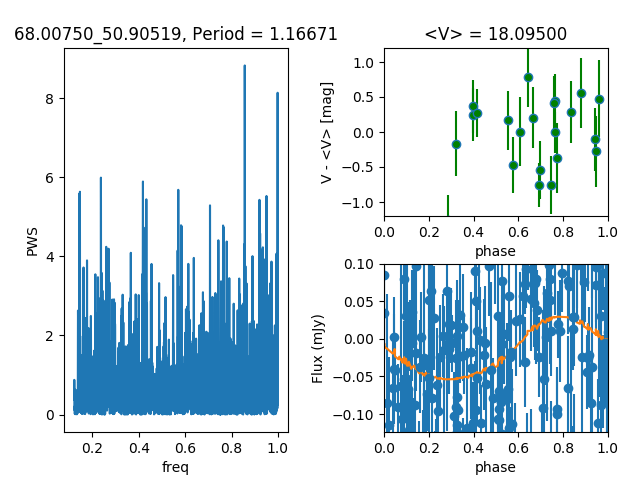 68.00750_50.90519, Period = 1.16671
PWS
8
6
4
2
0
0.2 0.4 0.6 0.8 1.0
freq
<V> = 18.09500
V - <V> [mag]
1.0
0.5
0.0
−0.5
−1.0
0.0 0.2 0.4 0.6 0.8 1.0
phase
Flux (mJy)
0.10
0.05
0.00
−0.05
−0.10
0.0 0.2 0.4 0.6 0.8 1.0
phase